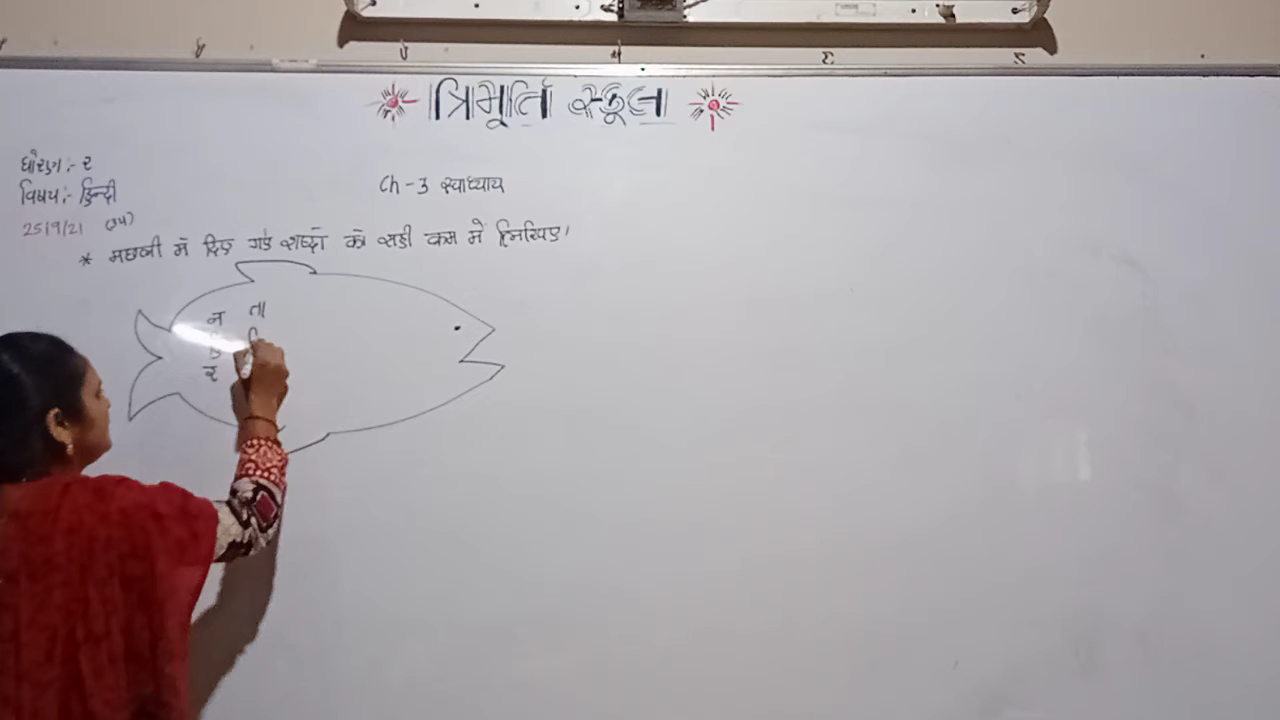 त्रिमूर्ति स्कूल
धोरण :- २
विषय :- हिन्दी
Ch - 3 स्वाध्याय
25/9/21
* मछली में दिए गए शब्दों को सही क्रम में लिखिए।
न ता
र